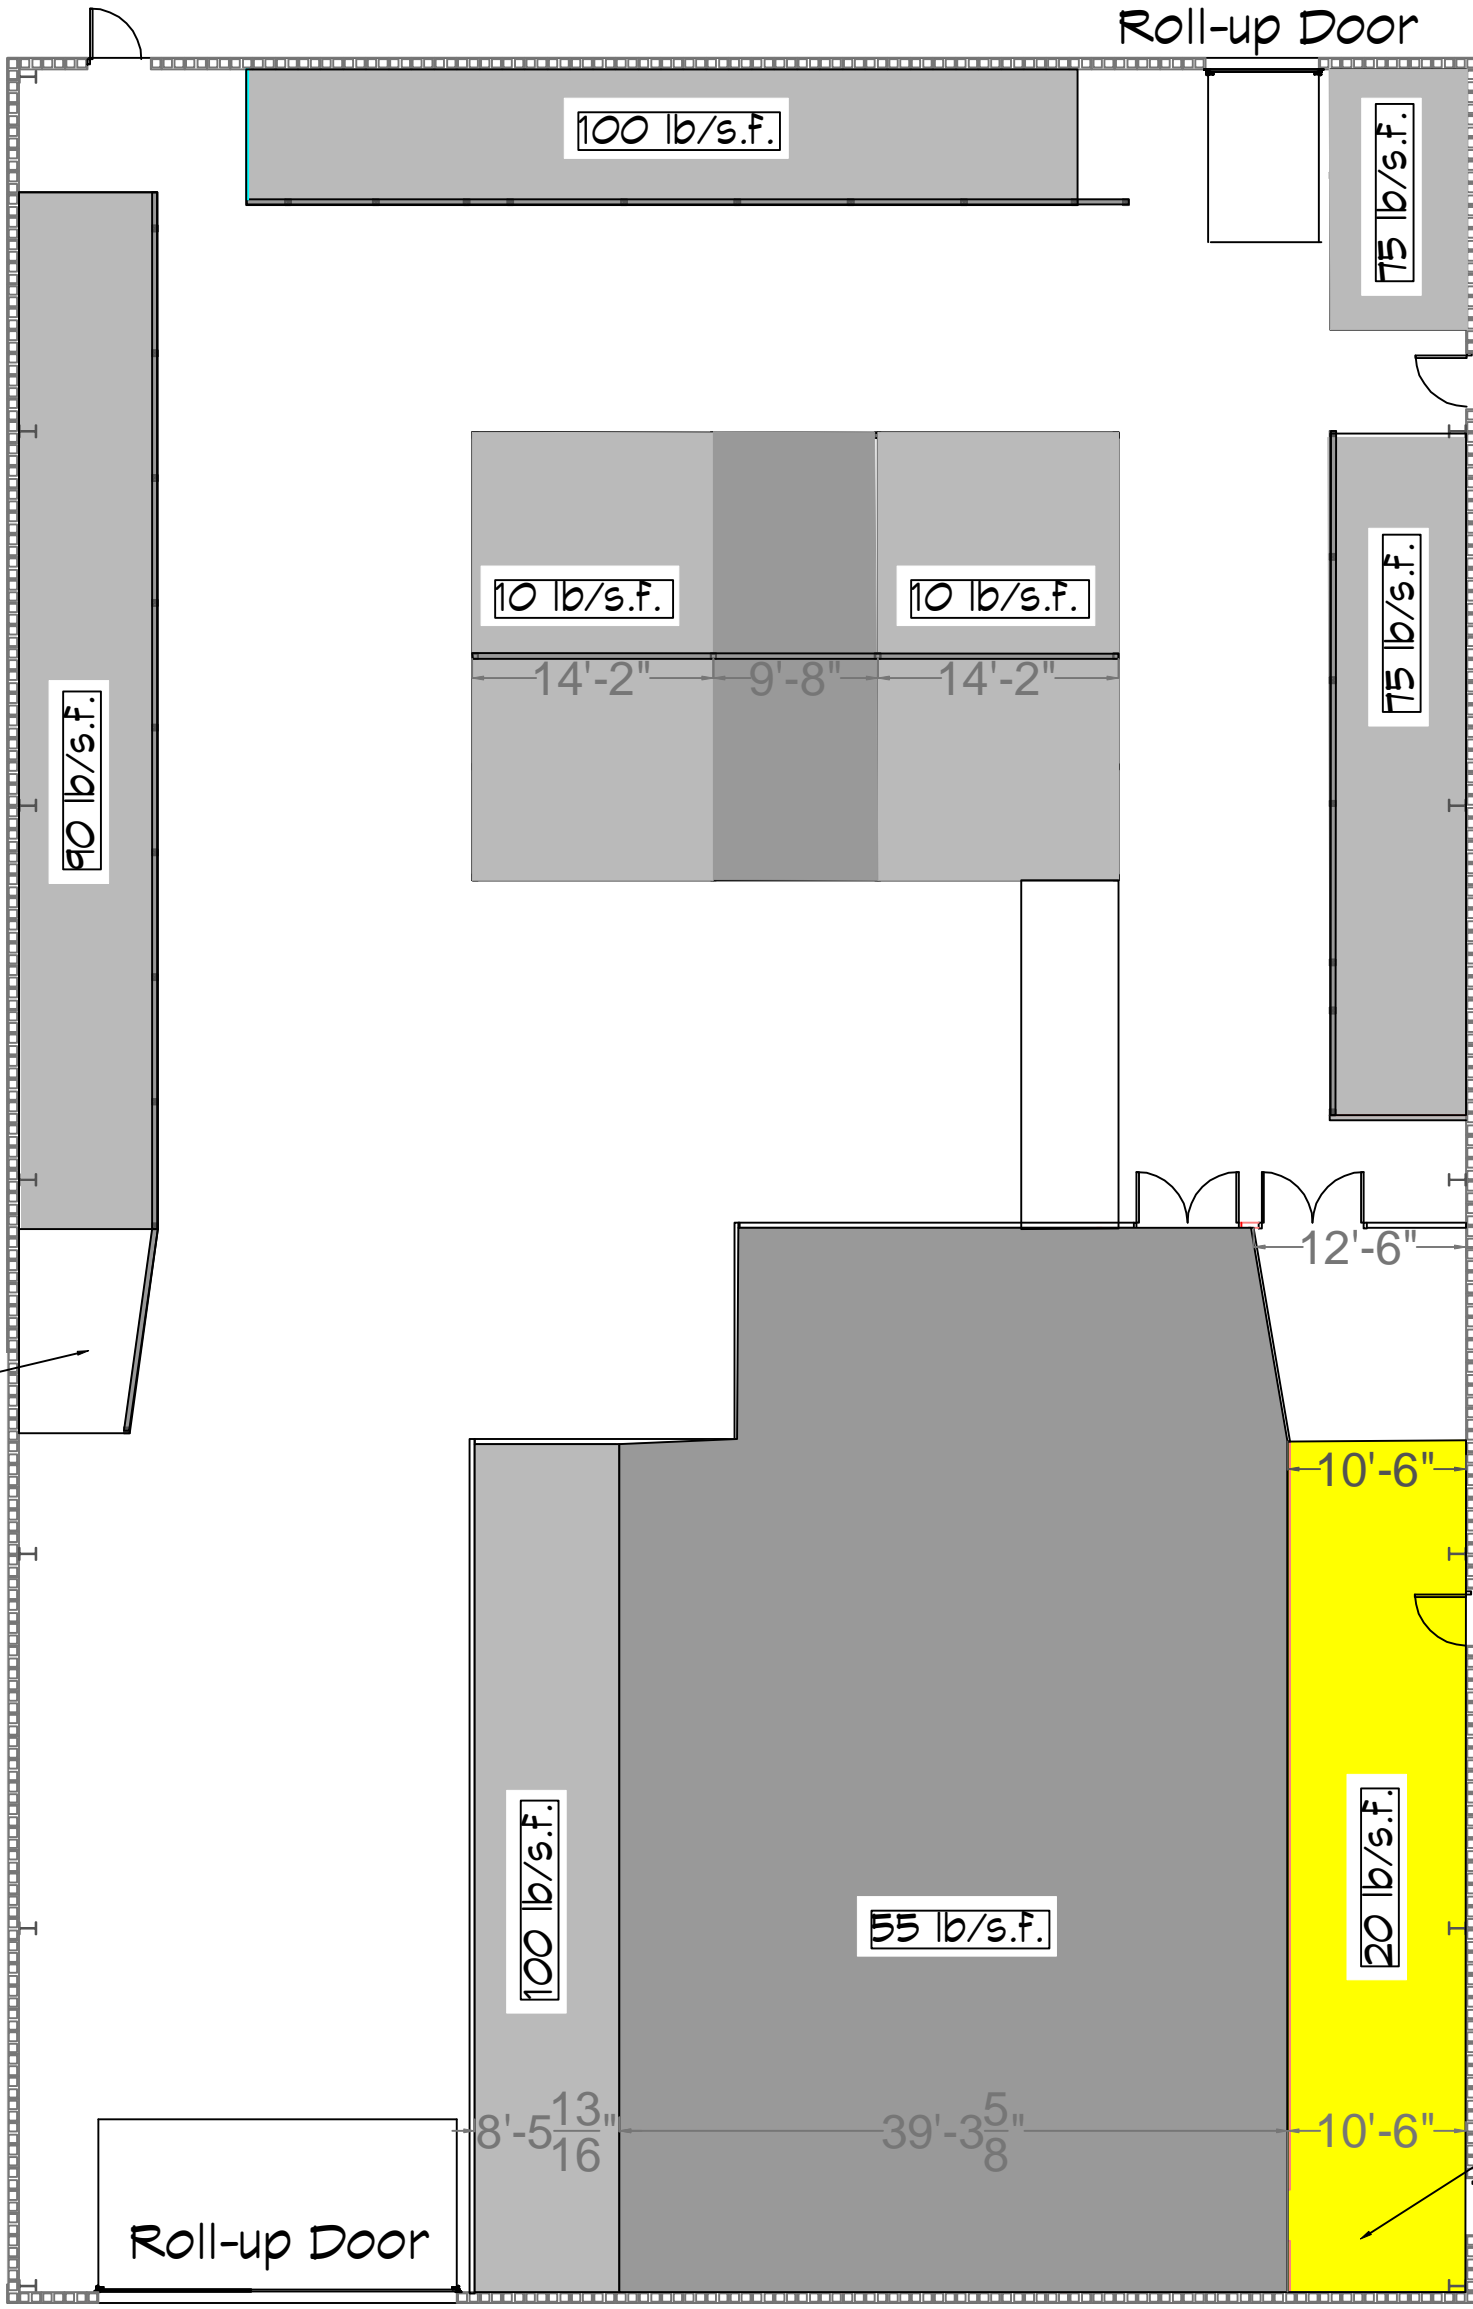 Roll-up Door
100 lb/s.f.
75 lb/s.f.
10 lb/s.f.
10 lb/s.f.
75 lb/s.f.
14'-2"
9'-8"
14'-2"
90 lb/s.f.
12'-6"
10'-6"
100 lb/s.f.
55 lb/s.f.
20 lb/s.f.
8'-5 13/16"
39'-3 5/8"
10'-6"
Roll-up Door